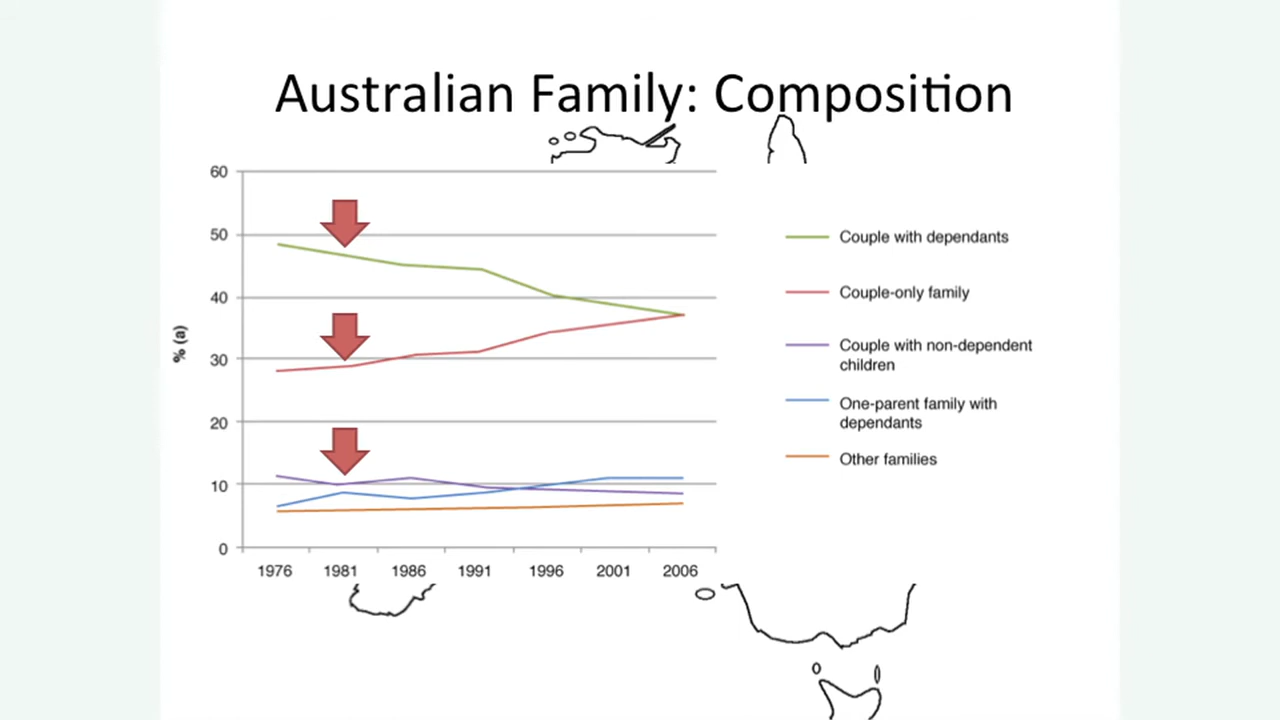 Australian Family: Composition
60
50
40
30
20
10
0
% (a)
1976 1981 1986 1991 1996 2001 2006
Couple with dependants
Couple-only family
Couple with non-dependent
children
One-parent family with
dependants
Other families